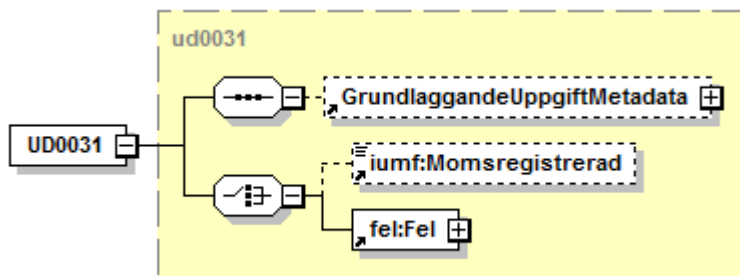 ud0031
GrundlaggandeUppgiftMetadata
UD0031
iumf:Momsregistrerad
fel:Fel